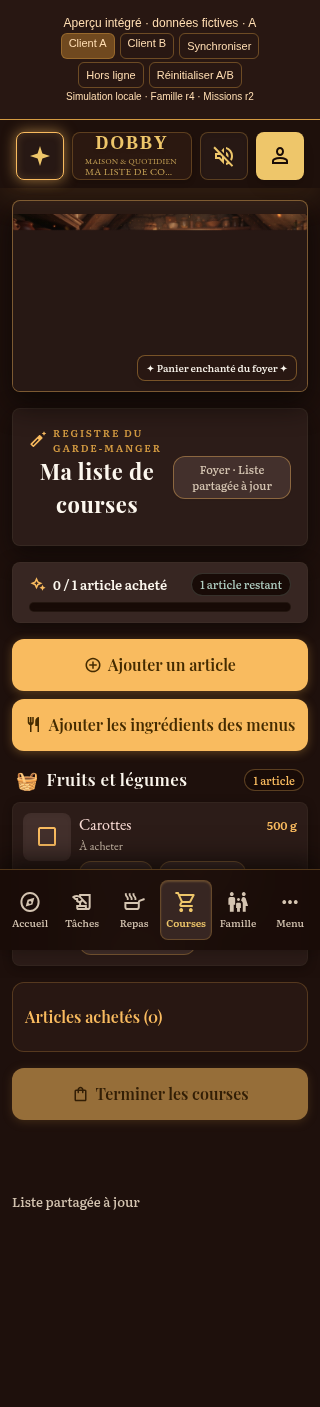 Aperçu intégré · données fictives · A
Client A
Client B
Synchroniser
Hors ligne
Réinitialiser A/B
Simulation locale · Famille r4 · Missions r2
DOBBY
MAISON & QUOTIDIEN
MA LISTE DE CO...
✦ Panier enchanté du foyer ✦
REGISTRE DU
GARDE-MANGER
Ma liste de
courses
Foyer · Liste
partagée à jour
0 / 1 article acheté
1 article restant
Ajouter un article
Ajouter les ingrédients des menus
Fruits et légumes
1 article
Carottes
500 g
À acheter
Accueil
Tâches
Repas
Courses
Famille
Menu
Articles achetés (0)
Terminer les courses
Liste partagée à jour